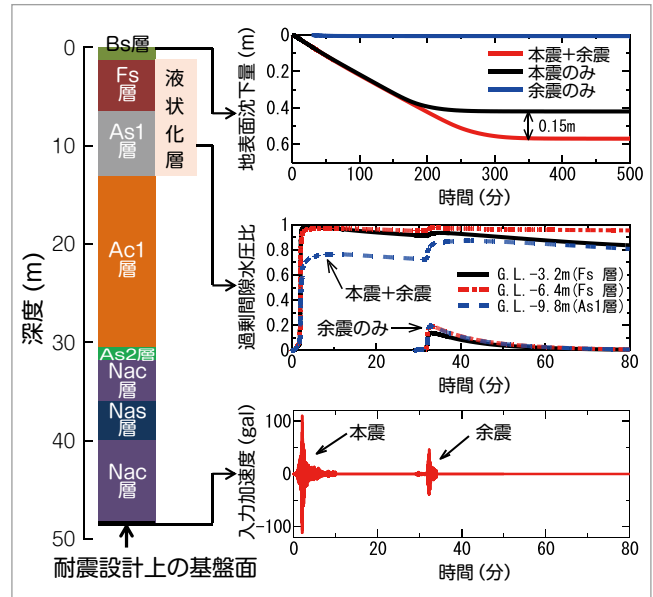 Bs層
Fs
層
As1
層
液
状
化
層
Ac1
層
As2層
Nac
層
Nas
層
Nac
層
0
10
20
30
40
50
深度 (m)
耐震設計上の基盤面
0
0.2
0.4
0.6
地表面沈下量 (m)
本震+余震
本震のみ
余震のみ
0.15m
0
100
200
300
400
500
時間 (分)
1
0.8
0.6
0.4
0.2
0
過剰間隙水圧比
G.L.-3.2m(Fs 層)
G.L.-6.4m(Fs 層)
G.L.-9.8m(As1層)
本震+余震
余震のみ
0
20
40
60
80
時間 (分)
100
0
-100
入力加速度 (gal)
本震
余震
0
20
40
60
80
時間 (分)